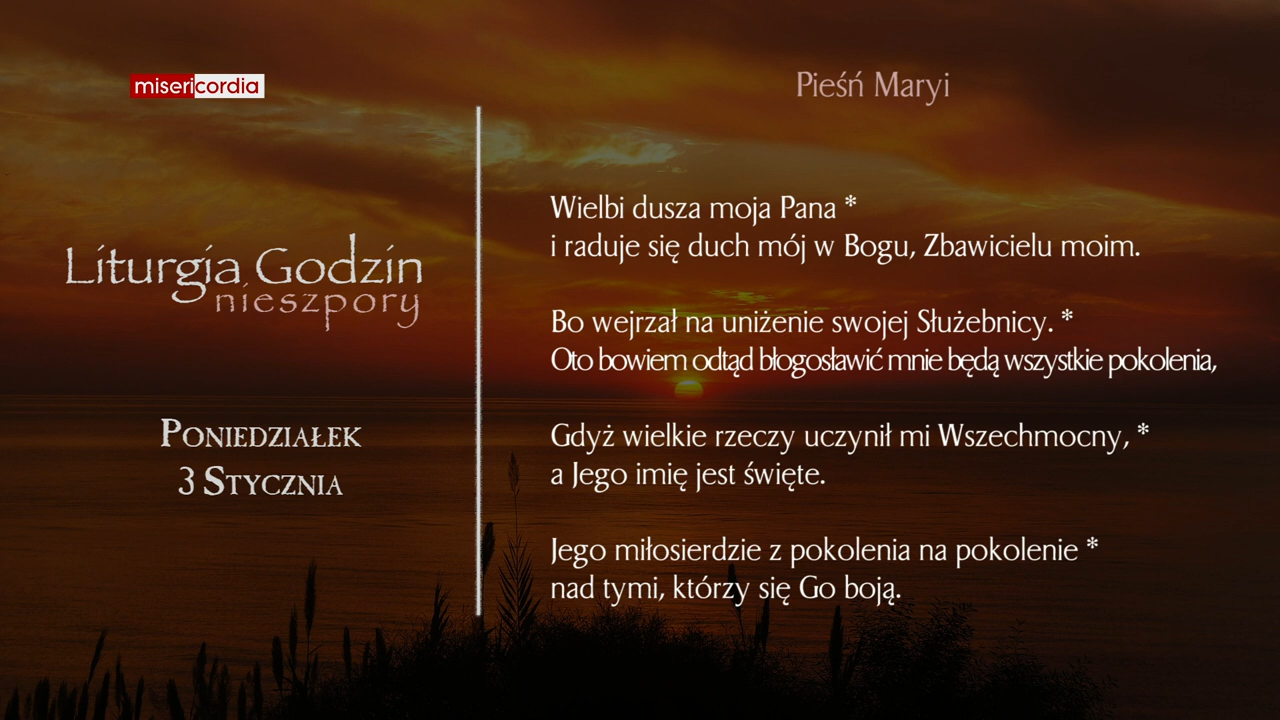 misericordia
Liturgia Godzin
nieszpory
Poniedziałek
3 Stycznia
Pieśń Maryi
Wielbi dusza moja Pana *
i raduje się duch mój w Bogu, Zbawicielu moim.
Bo wejrzał na uniżenie swojej Służebnicy. *
Oto bowiem odtąd błogosławić mnie będą wszystkie pokolenia,
Gdyż wielkie rzeczy uczynił mi Wszechmocny, *
a Jego imię jest święte.
Jego miłosierdzie z pokolenia na pokolenie *
nad tymi, którzy się Go boją.